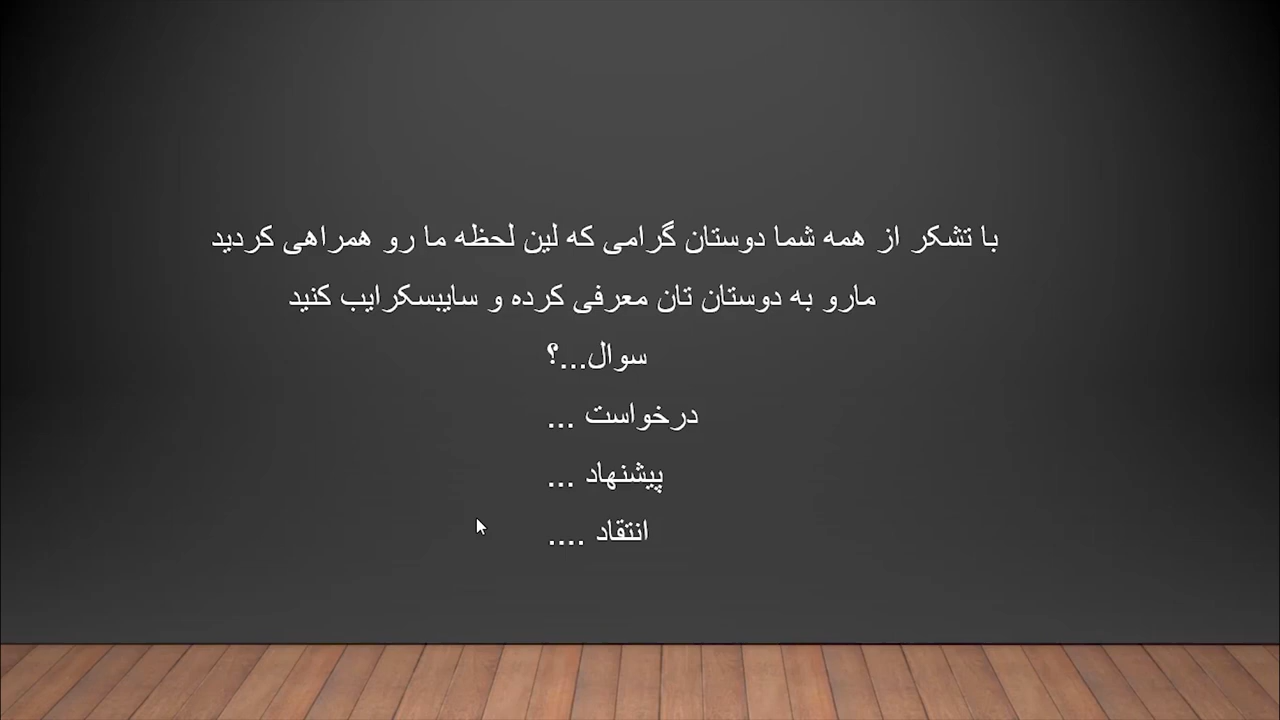 با تشکر از همه شما دوستان گرامی که لین لحظه ما رو همراهی کردید
مارو به دوستان تان معرفی کرده و سایبسکرایب کنید
سوال...؟
درخواست ...
پیشنهاد ...
انتقاد ....